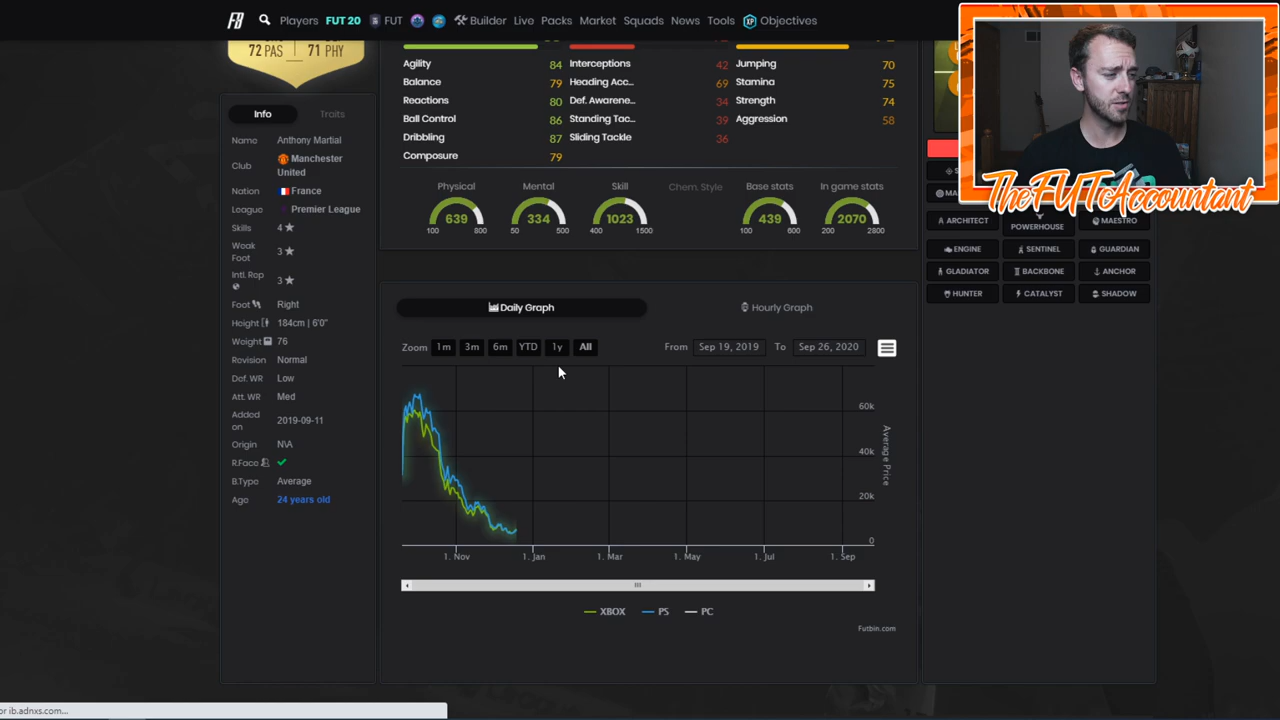 FB Players FUT 20 FUT Builder Live Packs Market Squads News Tools XP Objectives
72 PAS 71 PHY
Agility 84 Interceptions 42 Jumping 70
Balance 79 Heading Acc... 69 Stamina 75
Reactions 80 Def. Awarene... 34 Strength 74
Ball Control 86 Standing Tac... 39 Aggression 58
Dribbling 87 Sliding Tackle 36
Composure 79
Info Traits
Name Anthony Martial
Club Manchester United
Nation France
League Premier League
Skills 4★
Weak Foot 3★
Intl. Rep 3★
Foot Right
Height 184cm | 6'0"
Weight 76
Revision Normal
Def. WR Low
Att. WR Med
Added on 2019-09-11
Origin N\A
R.Face ✔
B.Type Average
Age 24 years old
Physical Mental Skill Chem. Style Base stats In game stats
639 334 1023 439 2070
100 800 50 500 400 1500 100 600 200 2800
TheFUTAccountant
ARCHITECT POWERHOUSE MAESTRO
ENGINE SENTINEL GUARDIAN
GLADIATOR BACKBONE ANCHOR
HUNTER CATALYST SHADOW
Daily Graph Hourly Graph
Zoom 1m 3m 6m YTD 1y All From Sep 19, 2019 To Sep 26, 2020
60k
40k
20k
0
Average Price
1. Nov 1. Jan 1. Mar 1. May 1. Jul 1. Sep
XBOX PS PC
Futbin.com
or ib.adnxs.com...